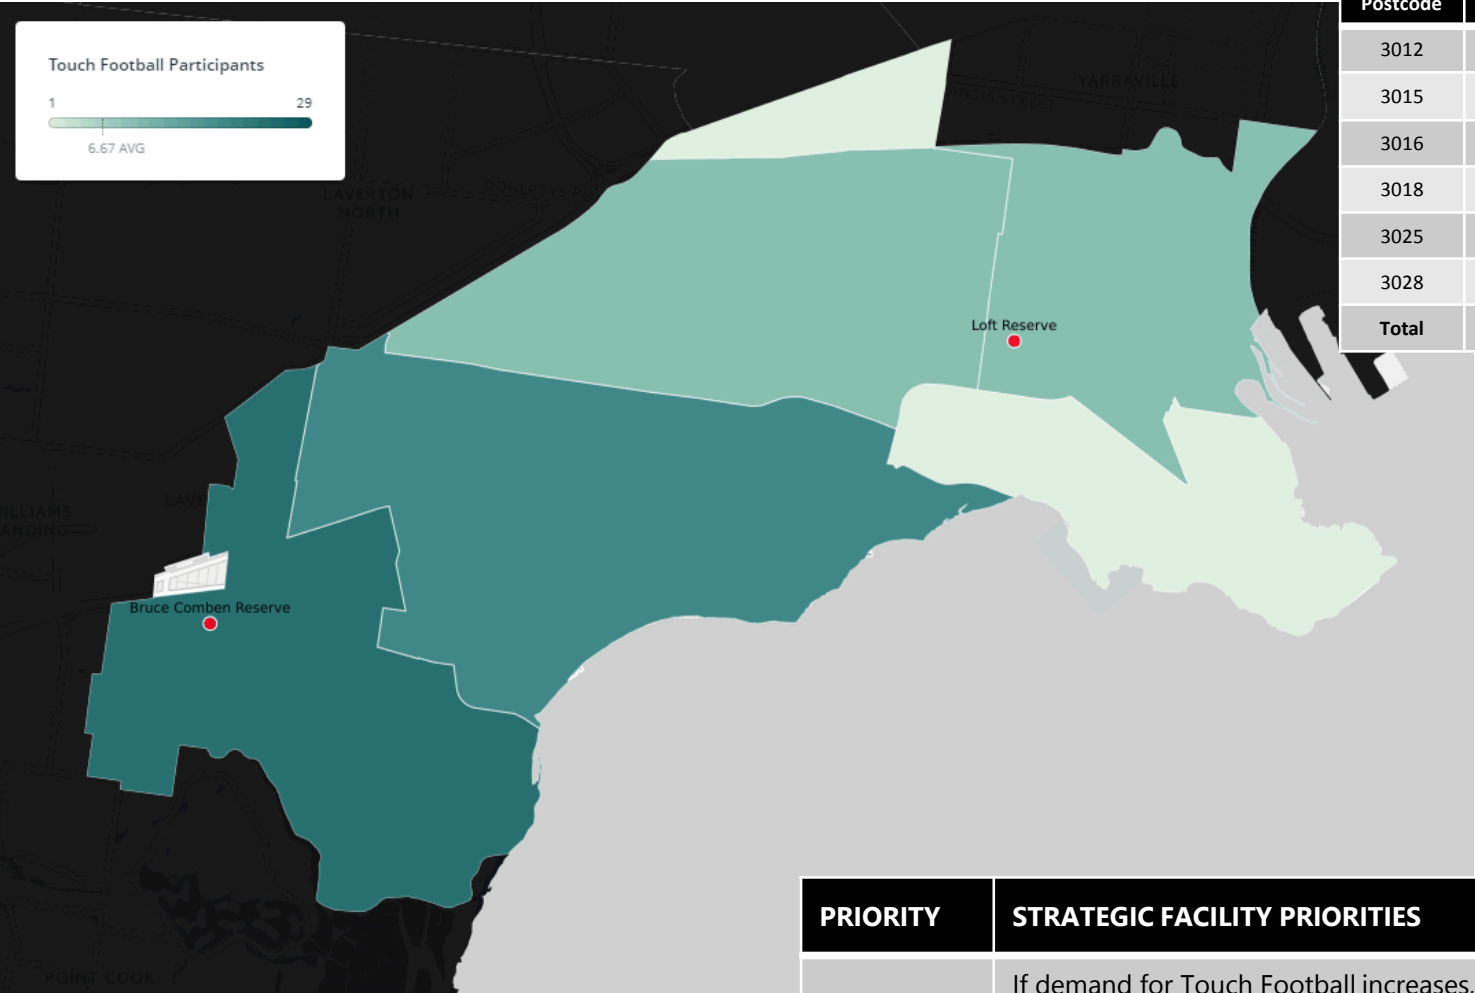 Postcode
Touch Football Participants
1 29
6.67 AVG
3012
3015
3016
3018
3025
3028
Total
YARRAVILLE
LAVERTON
NORTH
Loft Reserve
Bruce Comben Reserve
POINT COOK
PRIORITY STRATEGIC FACILITY PRIORITIES
If demand for Touch Football increases,